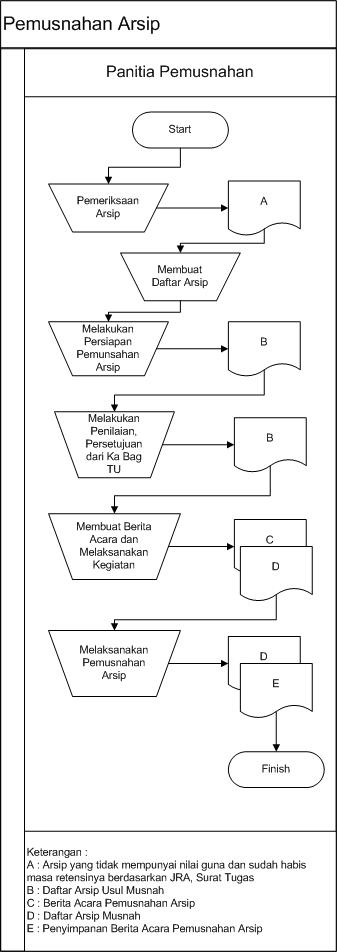 Pemusnahan Arsip
Panitia Pemusnahan
Start
Pemeriksaan
Arsip
A
Membuat
Daftar Arsip
Melakukan
Persiapan
Pemunsahan
Arsip
B
Melakukan
Penilaian,
Persetujuan
dari Ka Bag
TU
B
Membuat Berita
Acara dan
Melaksanakan
Kegiatan
C
D
Melaksanakan
Pemusnahan
Arsip
D
E
Finish
Keterangan :
A : Arsip yang tidak mempunyai nilai guna dan sudah habis
masa retensinya berdasarkan JRA, Surat Tugas
B : Daftar Arsip Usul Musnah
C : Berita Acara Pemusnahan Arsip
D : Daftar Arsip Musnah
E : Penyimpanan Berita Acara Pemusnahan Arsip